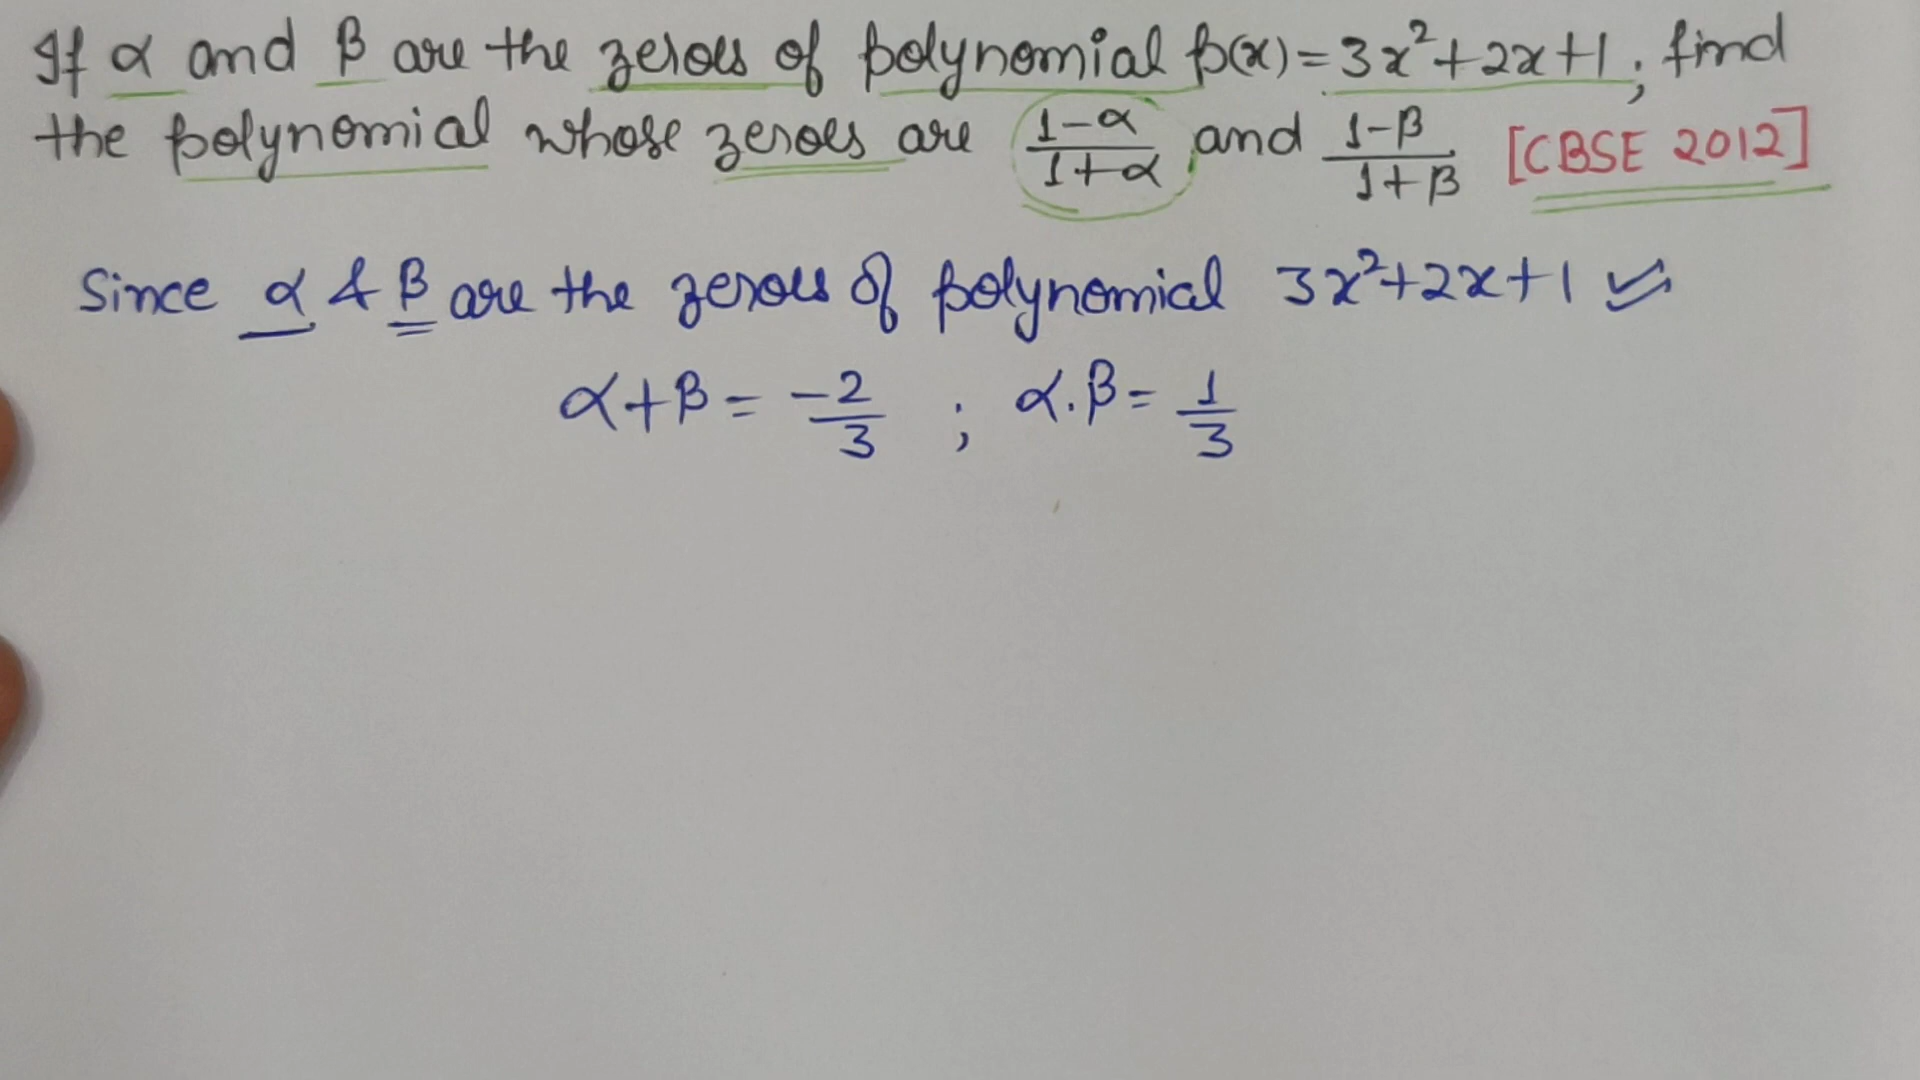 If α and β are the zeroes of polynomial p(x)=3x²+2x+1, find
the polynomial whose zeroes are (1-α)/(1+α) and (1-β)/(1+β) [CBSE 2012]
Since α & β are the zeroes of polynomial 3x²+2x+1
α+β = -2/3 ; α.β = 1/3